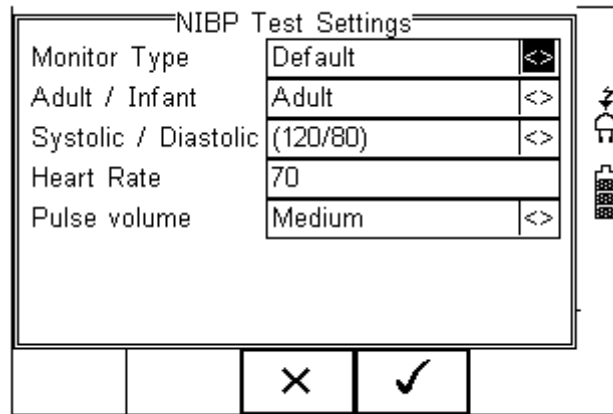 NIBP Test Settings
Monitor Type Default <>
Adult / Infant Adult <>
Systolic / Diastolic (120/80) <>
Heart Rate 70
Pulse volume Medium <>